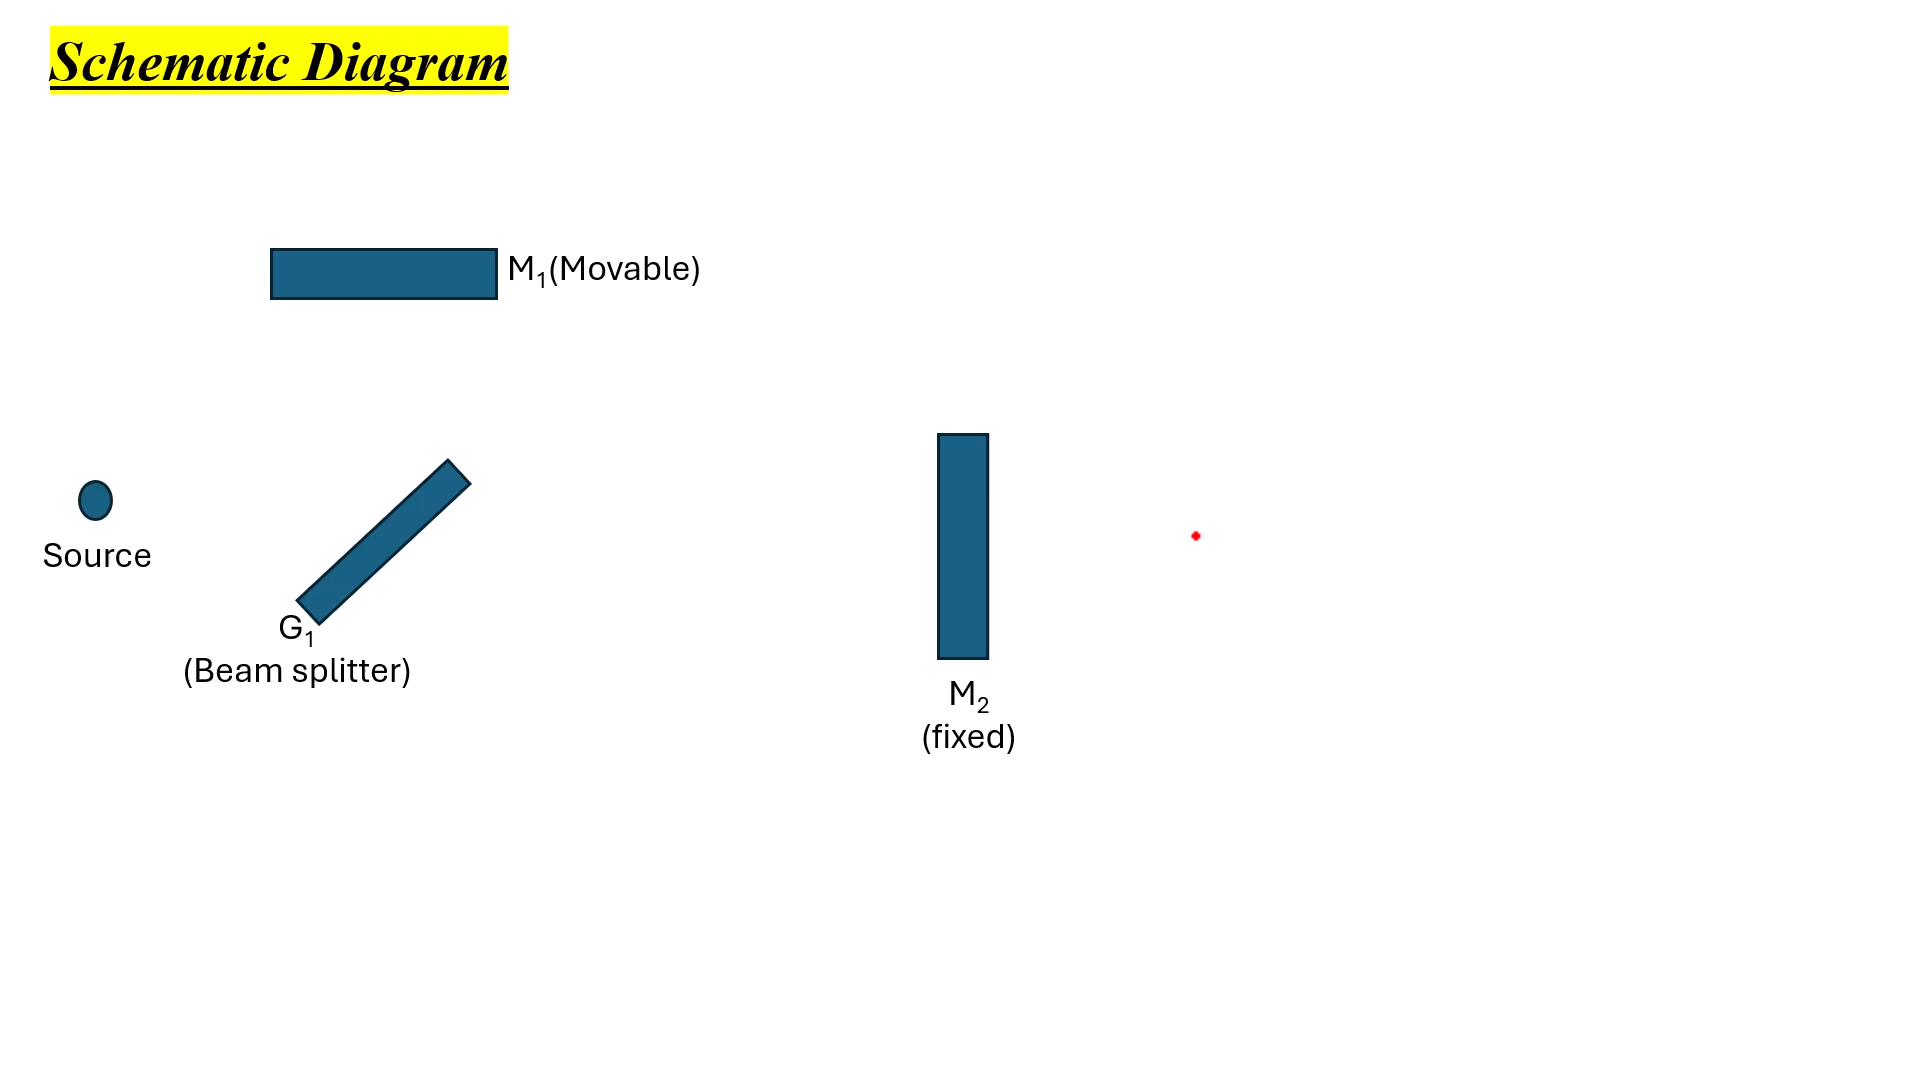 Schematic Diagram
M₁(Movable)
Source
G₁
(Beam splitter)
M₂
(fixed)